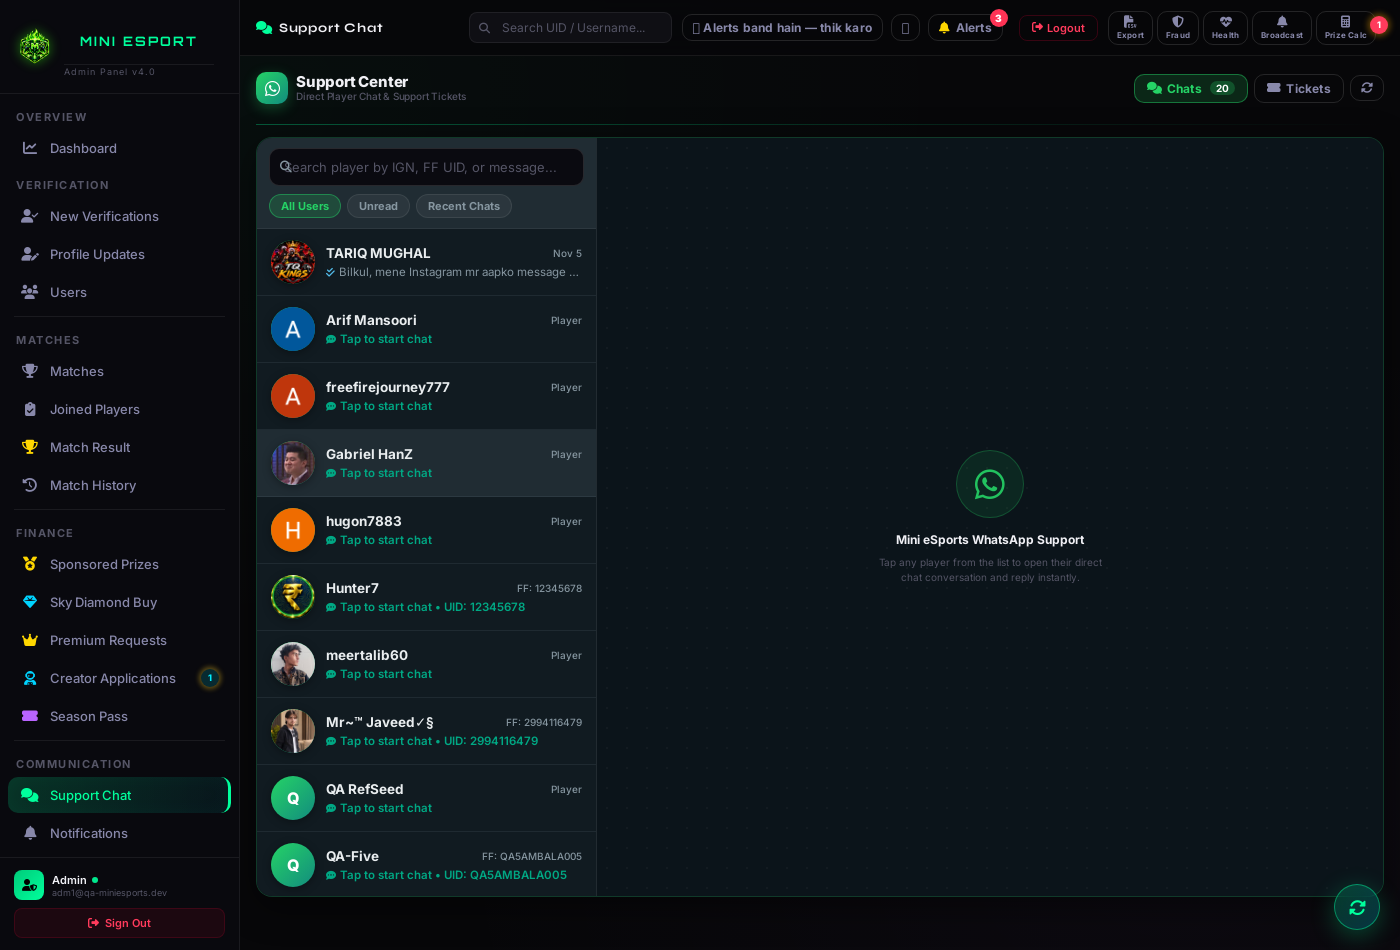 MINI ESPORT
Admin Panel v4.0
OVERVIEW
Dashboard
VERIFICATION
New Verifications
Profile Updates
Users
MATCHES
Matches
Joined Players
Match Result
Match History
FINANCE
Sponsored Prizes
Sky Diamond Buy
Premium Requests
Creator Applications 1
Season Pass
COMMUNICATION
Support Chat
Notifications
Admin
adm1@qa-miniesports.dev
Sign Out
Support Chat
Search UID / Username...
Alerts band hain — thik karo
Alerts 3
Logout
Export
Fraud
Health
Broadcast
Prize Calc 1
Support Center
Direct Player Chat & Support Tickets
Chats 20
Tickets
Search player by IGN, FF UID, or message...
All Users Unread Recent Chats
TARIQ MUGHAL Nov 5
Bilkul, mene Instagram mr aapko message ...
Arif Mansoori Player
Tap to start chat
freefirejourney777 Player
Tap to start chat
Gabriel HanZ Player
Tap to start chat
hugon7883 Player
Tap to start chat
Hunter7 FF: 12345678
Tap to start chat • UID: 12345678
meertalib60 Player
Tap to start chat
Mr~™ Javeed✓§ FF: 2994116479
Tap to start chat • UID: 2994116479
QA RefSeed Player
Tap to start chat
QA-Five FF: QA5AMBALA005
Tap to start chat • UID: QA5AMBALA005
Mini eSports WhatsApp Support
Tap any player from the list to open their direct
chat conversation and reply instantly.